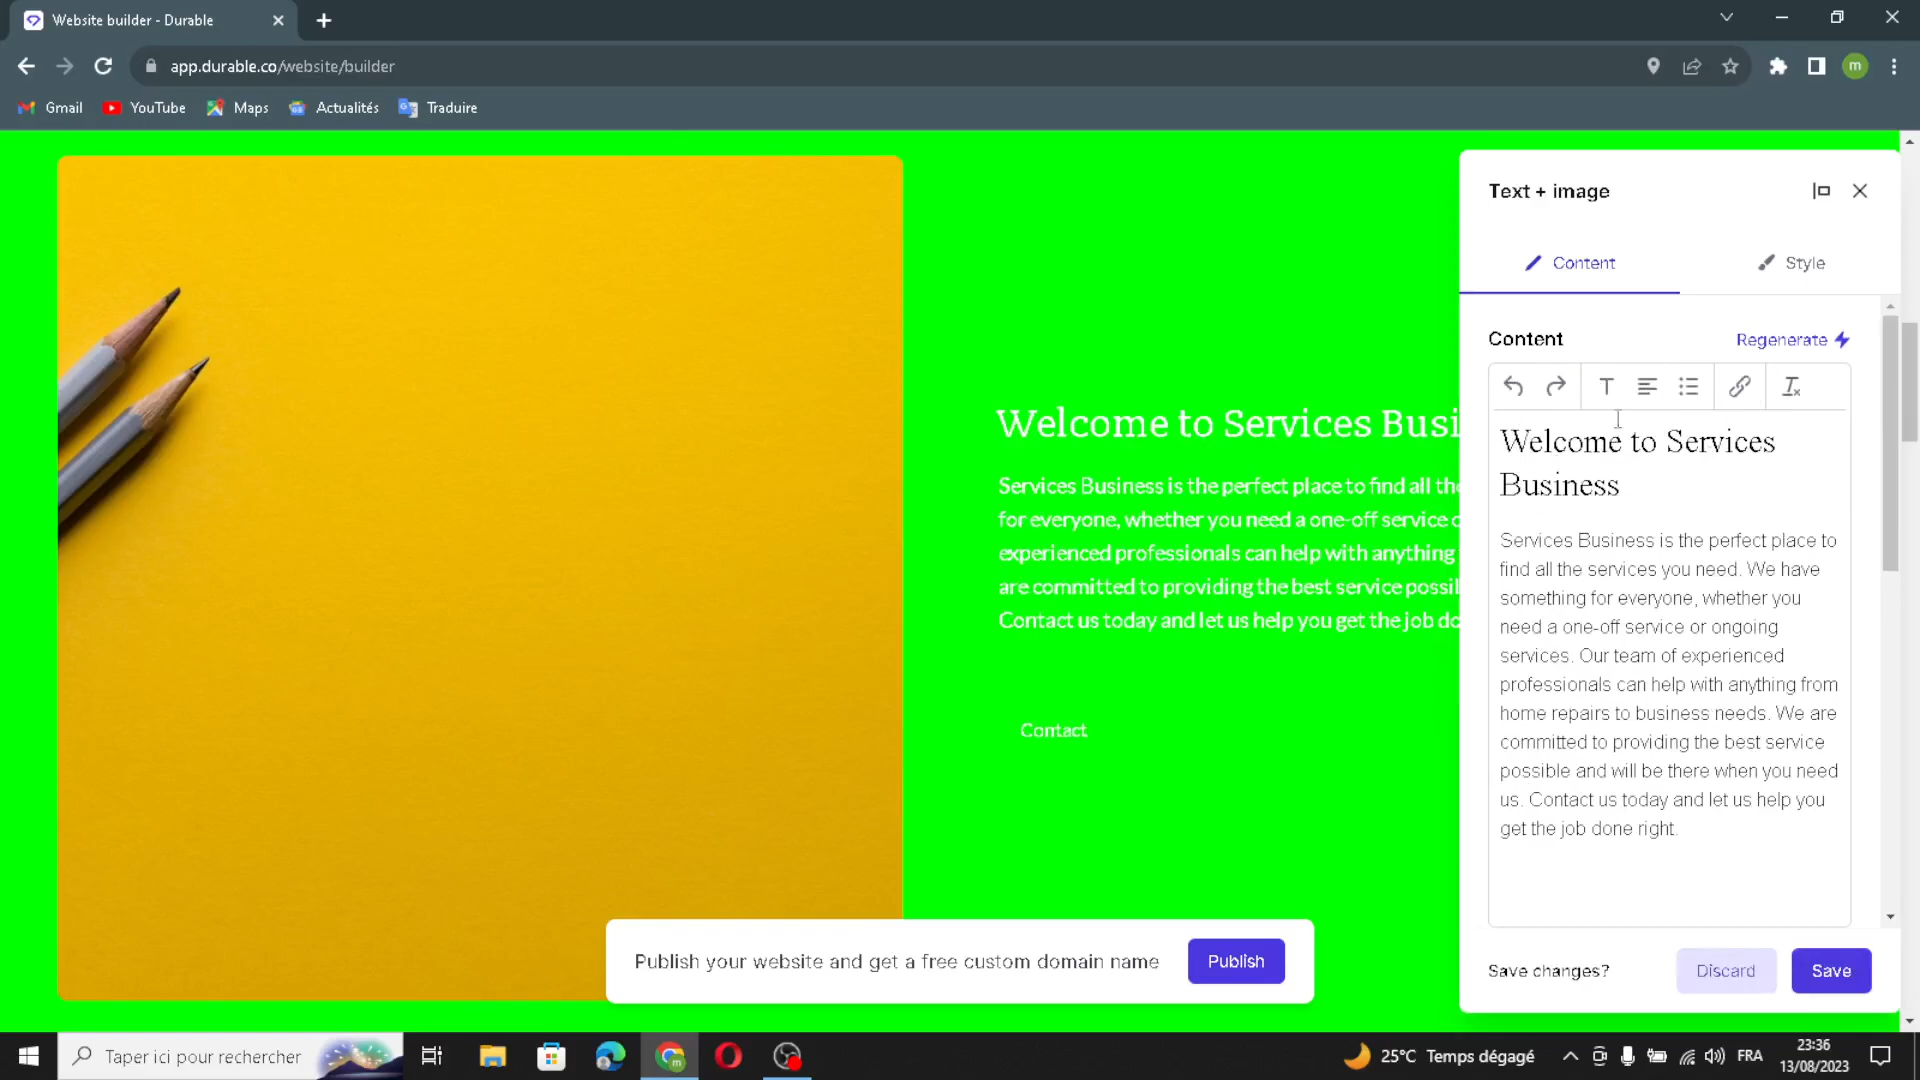 Website builder - Durable
app.durable.co/website/builder
m
Gmail
YouTube
Maps
Actualités
Traduire
Welcome to Services Busi
Services Business is the perfect place to find all the
for everyone, whether you need a one-off service o
experienced professionals can help with anything
are committed to providing the best service possi
Contact us today and let us help you get the job do
Contact
Text + image
Content
Style
Content
Regenerate
Welcome to Services
Business
Services Business is the perfect place to
find all the services you need. We have
something for everyone, whether you
need a one-off service or ongoing
services. Our team of experienced
professionals can help with anything from
home repairs to business needs. We are
committed to providing the best service
possible and will be there when you need
us. Contact us today and let us help you
get the job done right.
Save changes?
Discard
Save
Publish your website and get a free custom domain name
Publish
Taper ici pour rechercher
m
25°C Temps dégagé
FRA
23:36
13/08/2023